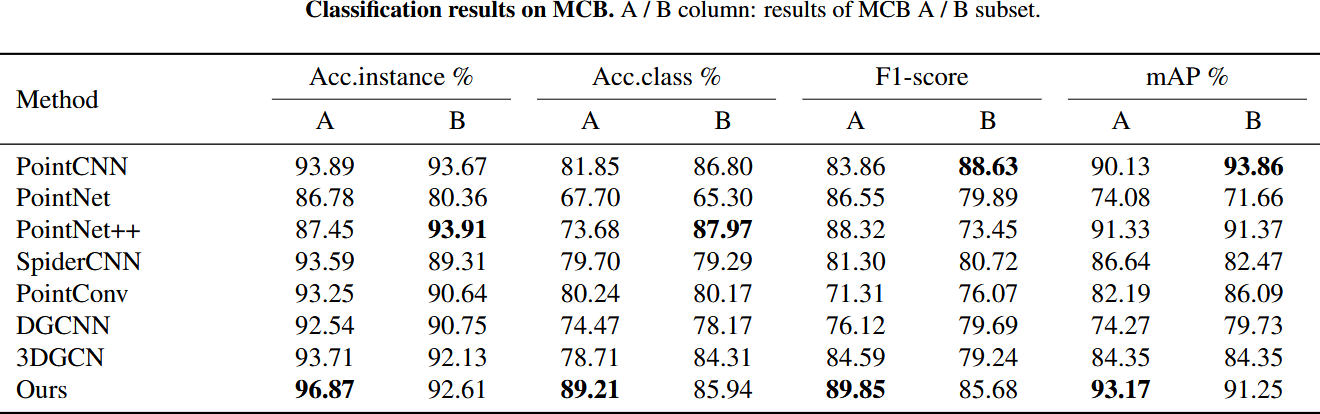 Classification results on MCB. A / B column: results of MCB A / B subset.
Method Acc.instance % Acc.class % F1-score mAP %
A B A B A B A B
PointCNN 93.89 93.67 81.85 86.80 83.86 88.63 90.13 93.86
PointNet 86.78 80.36 67.70 65.30 86.55 79.89 74.08 71.66
PointNet++ 87.45 93.91 73.68 87.97 88.32 73.45 91.33 91.37
SpiderCNN 93.59 89.31 79.70 79.29 81.30 80.72 86.64 82.47
PointConv 93.25 90.64 80.24 80.17 71.31 76.07 82.19 86.09
DGCNN 92.54 90.75 74.47 78.17 76.12 79.69 74.27 79.73
3DGCN 93.71 92.13 78.71 84.31 84.59 79.24 84.35 84.35
Ours 96.87 92.61 89.21 85.94 89.85 85.68 93.17 91.25